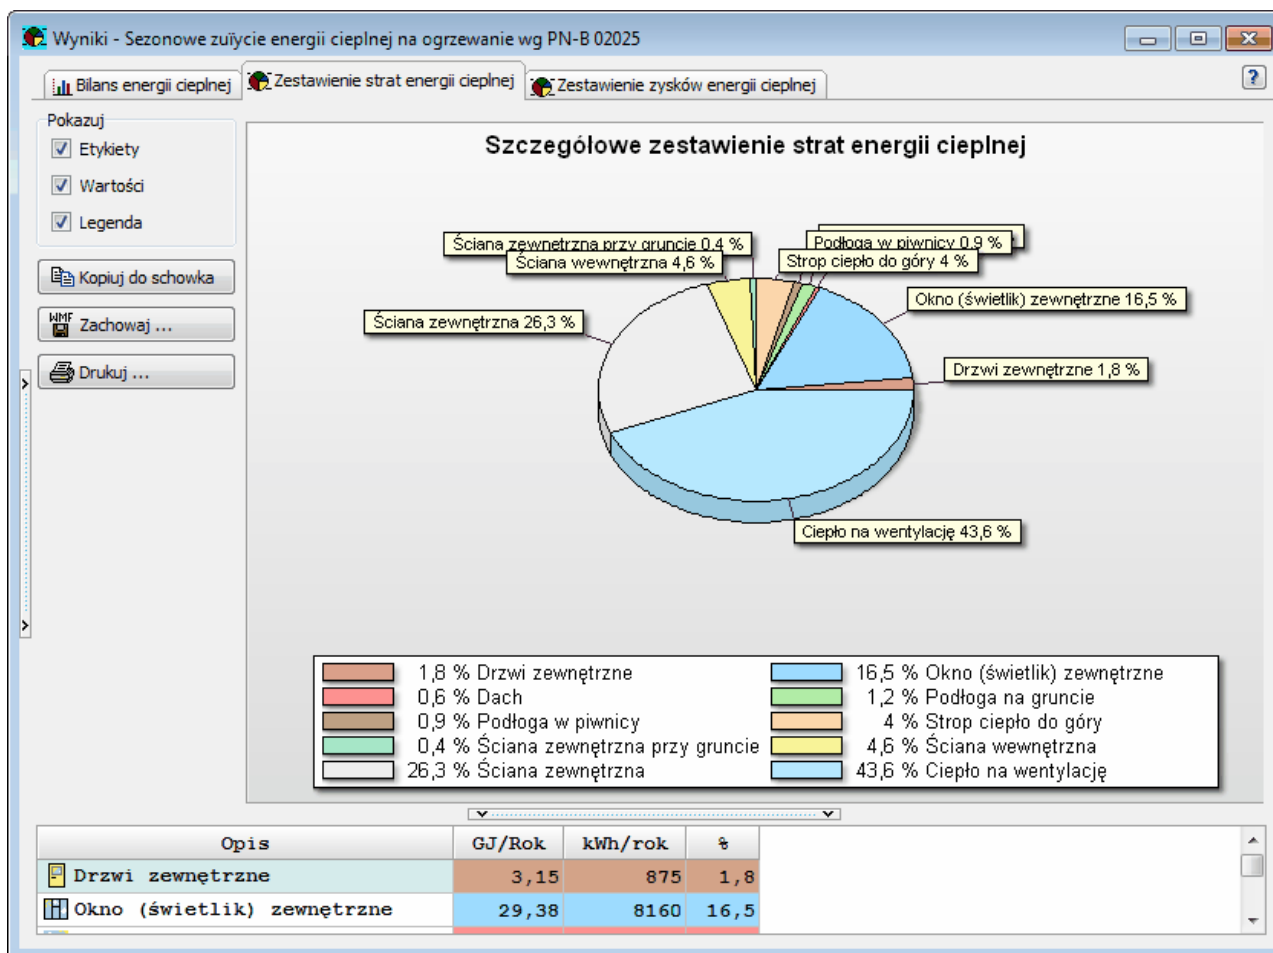 Wyniki - Sezonowe zuïycie energii cieplnej na ogrzewanie wg PN-B 02025
Bilans energii cieplnej
Zestawienie strat energii cieplnej
Zestawienie zysków energii cieplnej
?
Pokazuj
Etykiety
Wartości
Legenda
Kopiuj do schowka
WMF
Zachowaj ...
Drukuj ...
Szczegółowe zestawienie strat energii cieplnej
Ściana zewnętrzna przy gruncie 0,4 %
Podłoga w piwnicy 0,9 %
Ściana wewnętrzna 4,6 %
Strop ciepło do góry 4 %
Okno (świetlik) zewnętrzne 16,5 %
Ściana zewnętrzna 26,3 %
Drzwi zewnętrzne 1,8 %
Ciepło na wentylację 43,6 %
1,8 % Drzwi zewnętrzne
16,5 % Okno (świetlik) zewnętrzne
0,6 % Dach
1,2 % Podłoga na gruncie
0,9 % Podłoga w piwnicy
4 % Strop ciepło do góry
0,4 % Ściana zewnętrzna przy gruncie
4,6 % Ściana wewnętrzna
26,3 % Ściana zewnętrzna
43,6 % Ciepło na wentylację
Opis GJ/Rok kWh/rok %
Drzwi zewnętrzne 3,15 875 1,8
Okno (świetlik) zewnętrzne 29,38 8160 16,5